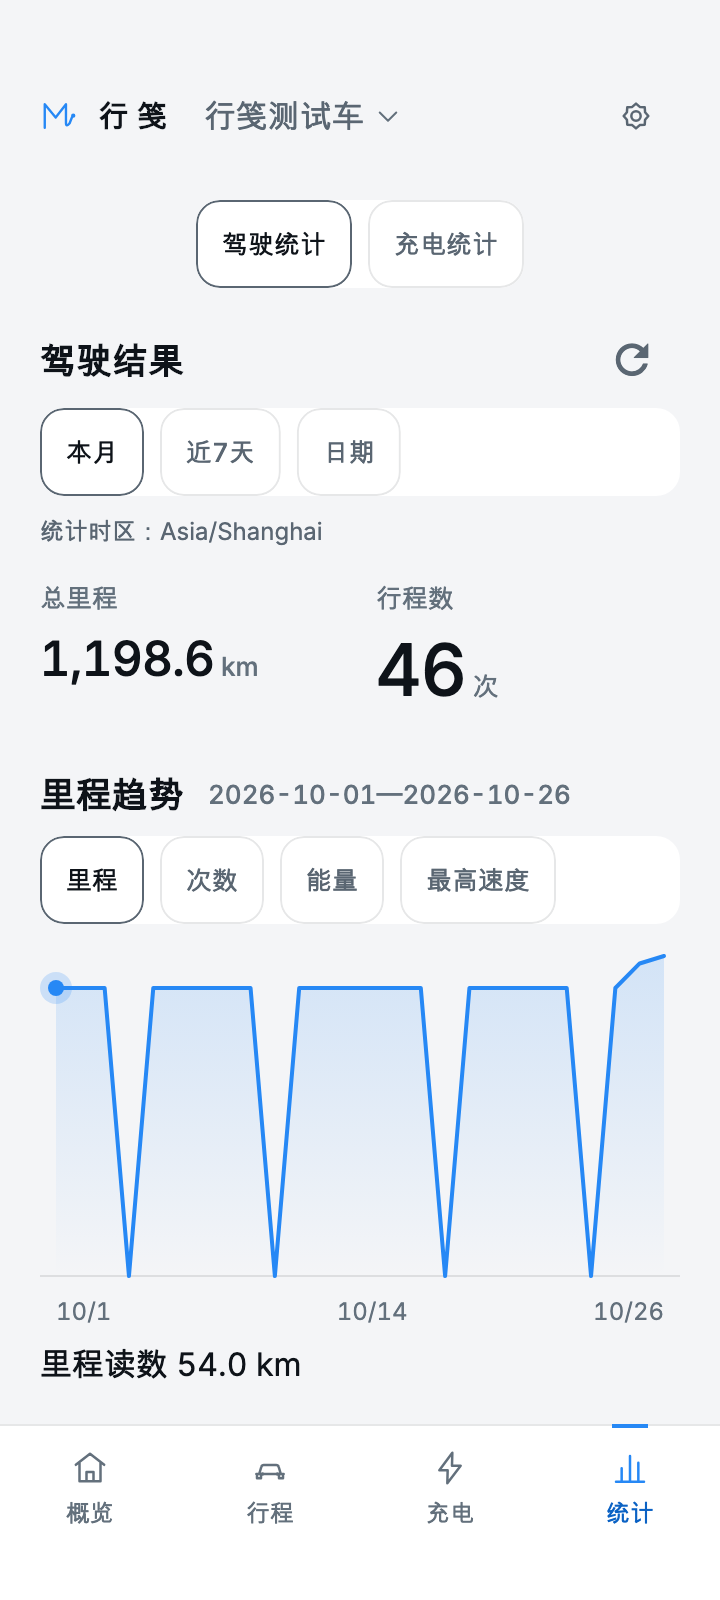 行笺 行笺测试车
驾驶统计 充电统计
驾驶结果
本月 近7天 日期
统计时区：Asia/Shanghai
总里程 行程数
1,198.6 km 46 次
里程趋势 2026-10-01—2026-10-26
里程 次数 能量 最高速度
10/1 10/14 10/26
里程读数 54.0 km
概览 行程 充电 统计